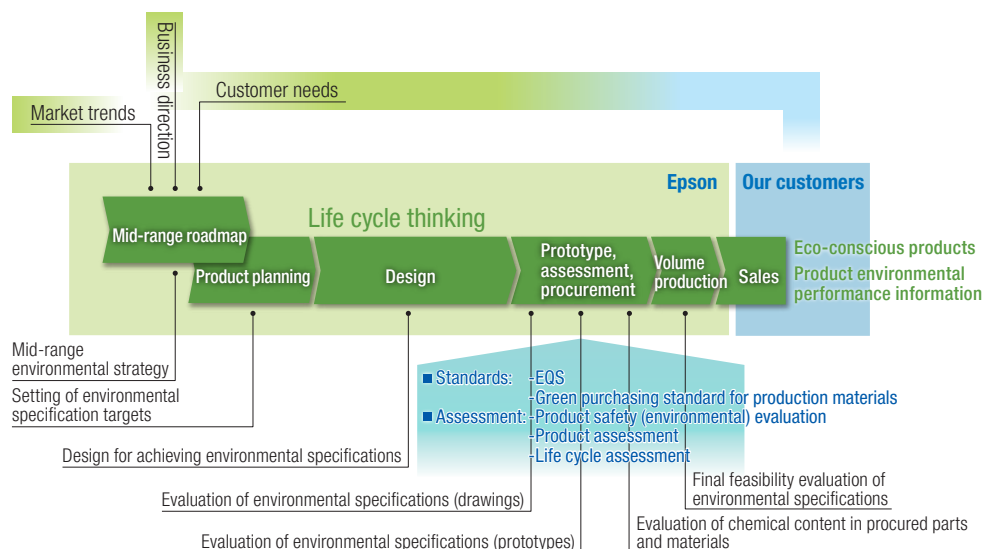 Business
direction
Customer needs
Market trends
Epson
Our customers
Life cycle thinking
Mid-range roadmap
Product planning
Design
Prototype,
assessment,
procurement
Volume
production
Sales
Eco-conscious products
Product environmental
performance information
Mid-range
environmental strategy
Setting of environmental
specification targets
■ Standards: -EQS
-Green purchasing standard for production materials
■ Assessment: -Product safety (environmental) evaluation
-Product assessment
-Life cycle assessment
Design for achieving environmental specifications
Evaluation of environmental specifications (drawings)
Final feasibility evaluation of
environmental specifications
Evaluation of environmental specifications (prototypes)
Evaluation of chemical content in procured parts
and materials